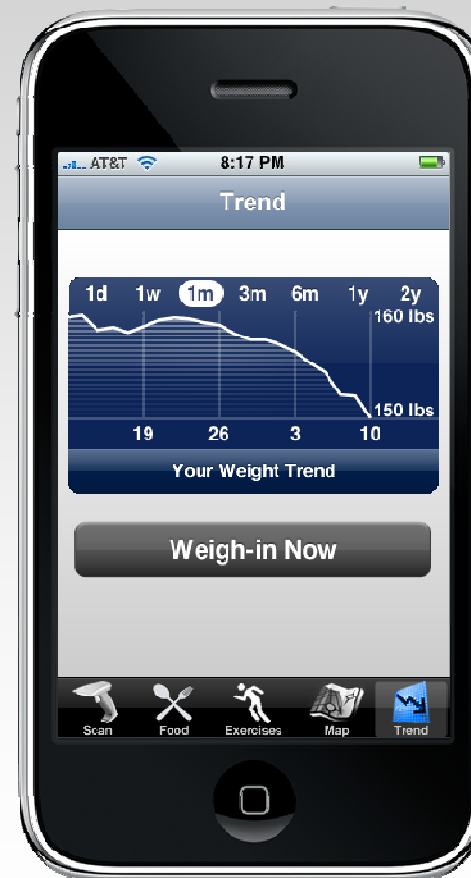 AT&T 8:17 PM
Trend
1d 1w 1m 3m 6m 1y 2y
160 lbs
150 lbs
19 26 3 10
Your Weight Trend
Weigh-in Now
Scan Food Exercises Map Trend